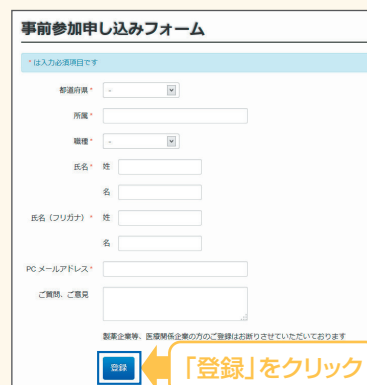 事前参加申し込みフォーム
* は入力必須項目です
都道府県 * -
所属 *
職種 * -
氏名 * 姓
名
氏名（フリガナ） * 姓
名
PC メールアドレス *
ご質問、ご意見
製薬企業等、医療関係企業の方のご登録はお断りさせていただいております
登録 「登録」をクリック